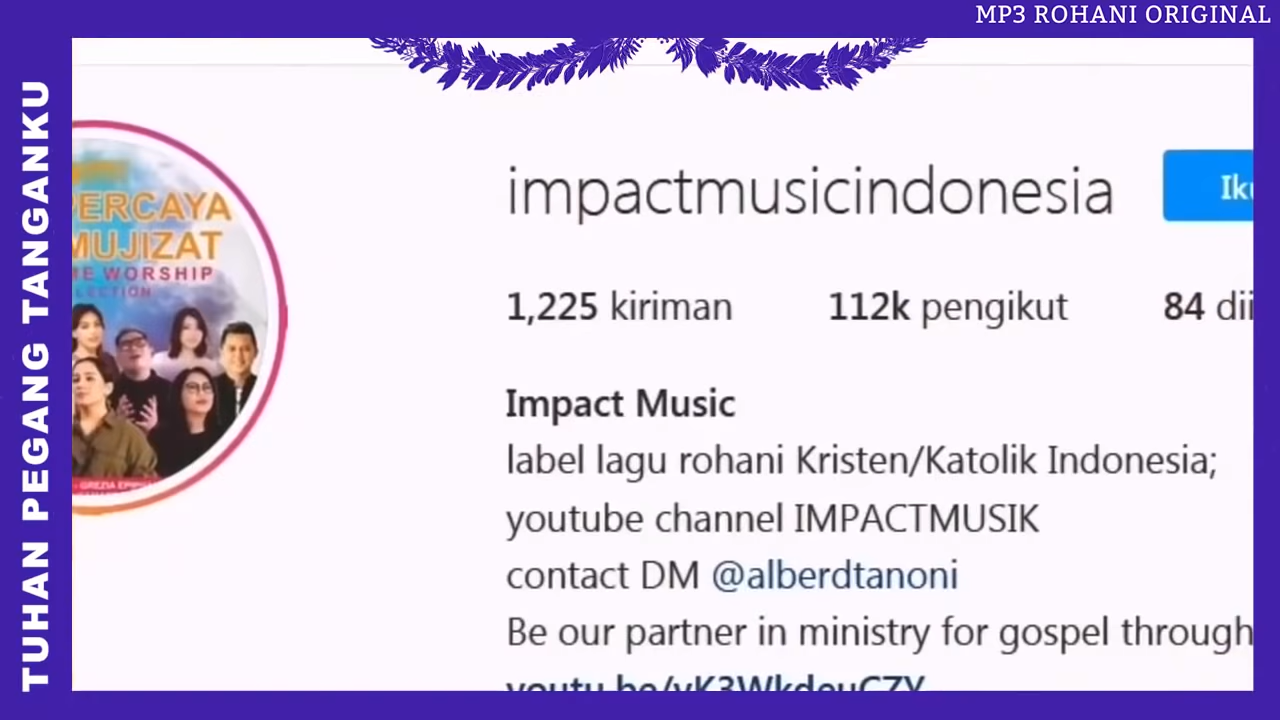 MP3 ROHANI ORIGINAL
TUHAN PEGANG TANGANKU
PERCAYA
MUJIZAT
WORSHIP
impactmusicindonesia
1,225 kiriman 112k pengikut 84
Impact Music
label lagu rohani Kristen/Katolik Indonesia;
youtube channel IMPACTMUSIK
contact DM @alberdtanoni
Be our partner in ministry for gospel through